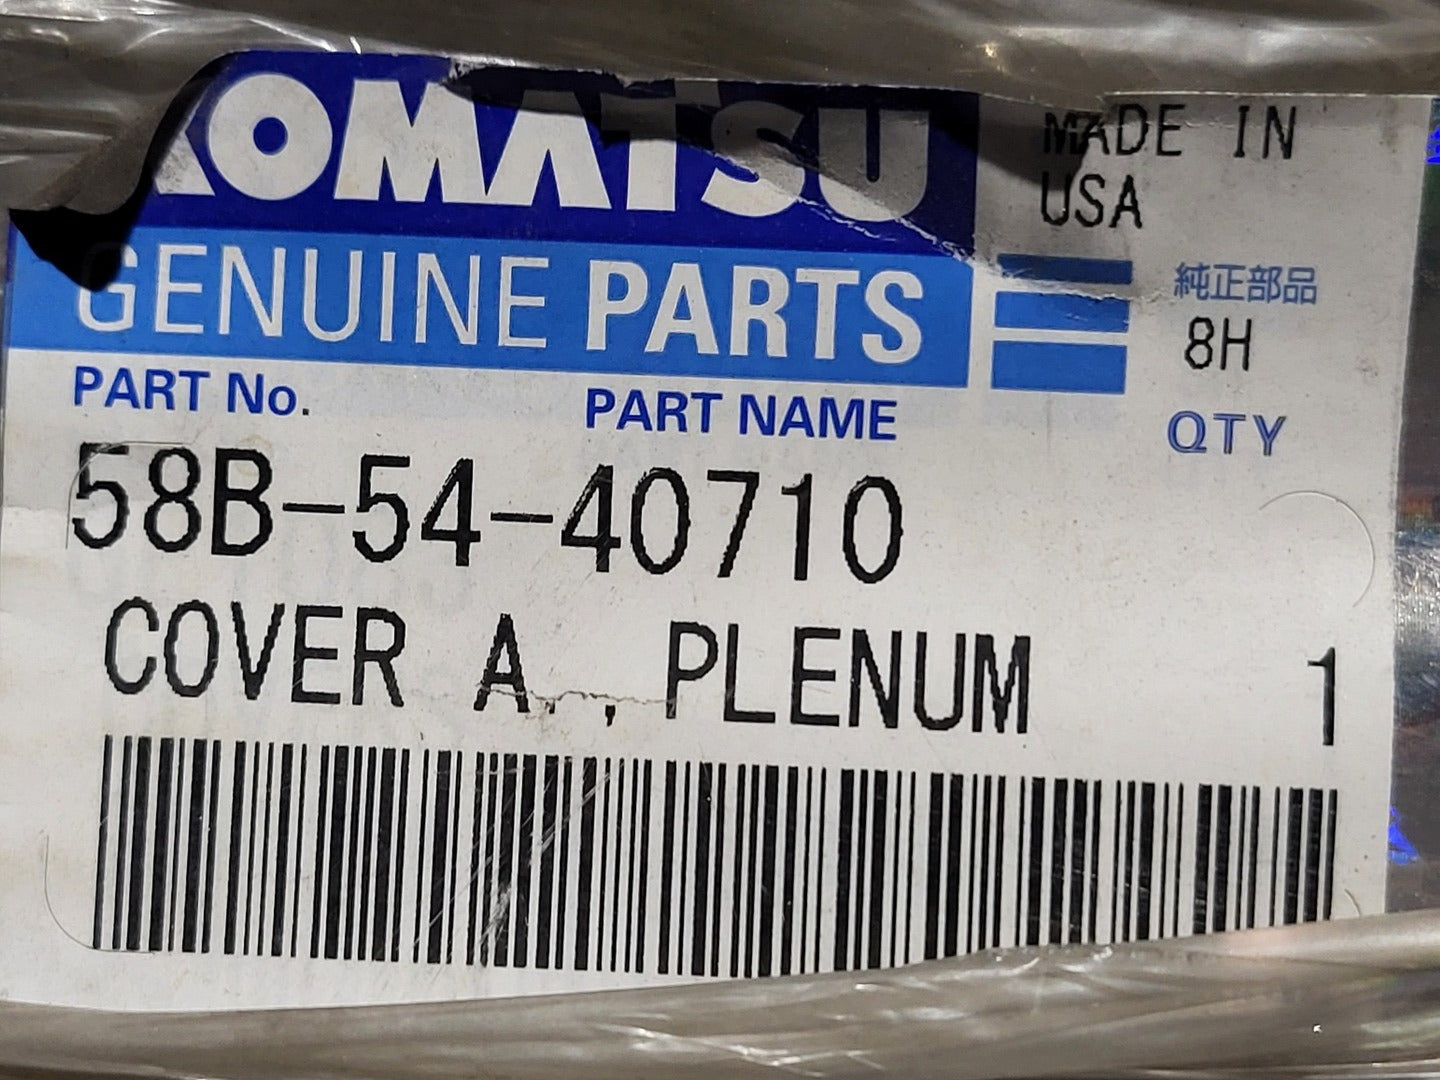 KOMATSU
MADE IN
USA
GENUINE PARTS
純正部品
8H
PART No.
PART NAME
QTY
58B-54-40710
COVER A. , PLENUM
1